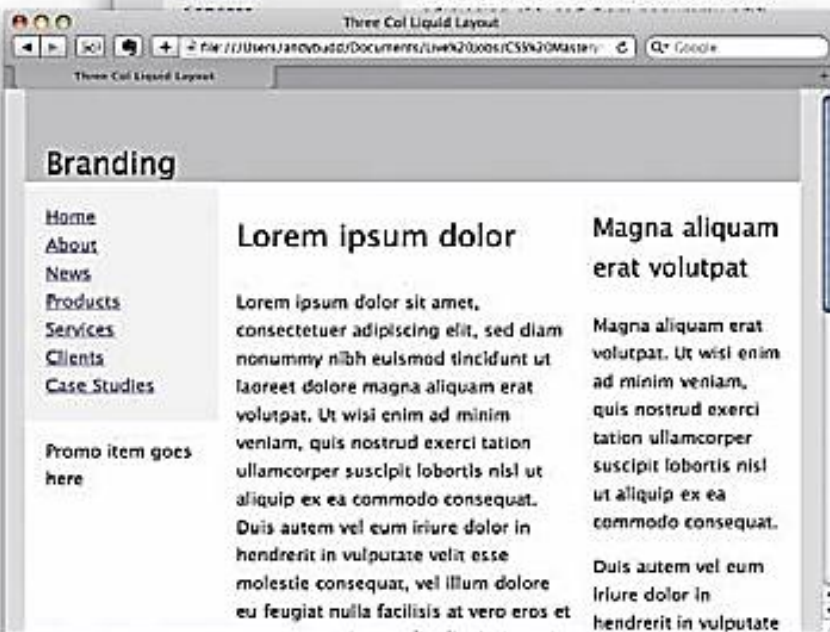 Three Col Liquid Layout
file:///Users/andybudd/Documents/Live%20Jobs/CSS%20Mastery
Google
Three Col Liquid Layout
Branding
Home
About
News
Products
Services
Clients
Case Studies
Promo item goes
here
Lorem ipsum dolor
Lorem ipsum dolor sit amet,
consectetuer adipiscing elit, sed diam
nonummy nibh euismod tincidunt ut
laoreet dolore magna aliquam erat
volutpat. Ut wisi enim ad minim
veniam, quis nostrud exerci tation
ullamcorper suscipit lobortis nisl ut
aliquip ex ea commodo consequat.
Duis autem vel eum iriure dolor in
hendrerit in vulputate velit esse
molestie consequat, vel illum dolore
eu feugiat nulla facilisis at vero eros et
Magna aliquam
erat volutpat
Magna aliquam erat
volutpat. Ut wisi enim
ad minim veniam,
quis nostrud exerci
tation ullamcorper
suscipit lobortis nisl
ut aliquip ex ea
commodo consequat.
Duis autem vel eum
iriure dolor in
hendrerit in vulputate